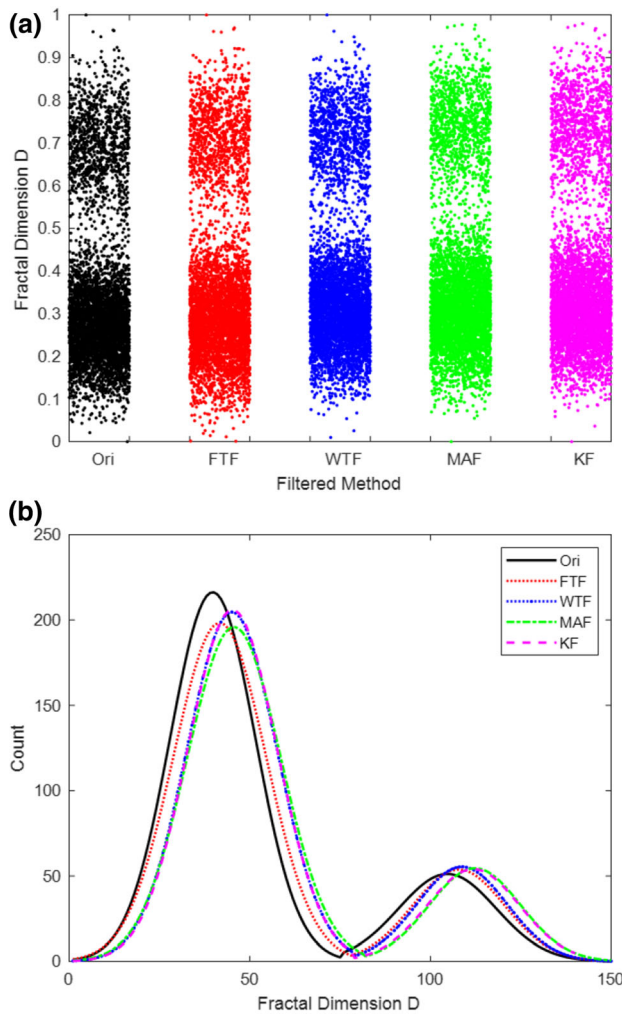 (a)
Fractal Dimension D
1
0.9
0.8
0.7
0.6
0.5
0.4
0.3
0.2
0.1
0
Ori FTF WTF MAF KF
Filtered Method
(b)
Count
250
200
150
100
50
0
Ori
FTF
WTF
MAF
KF
0 50 100 150
Fractal Dimension D